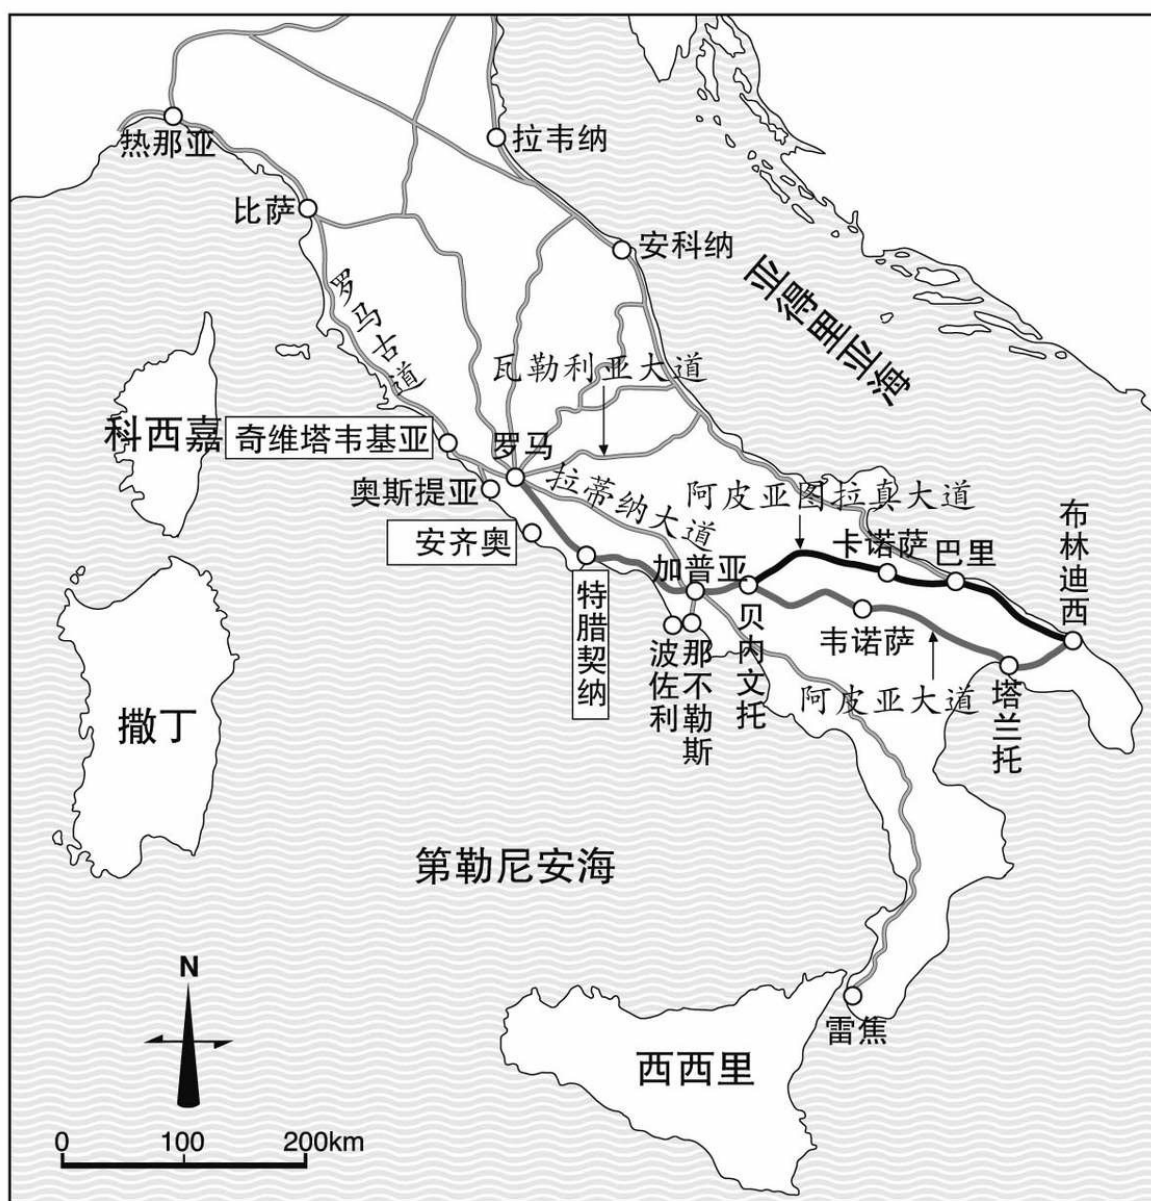 热那亚
拉韦纳
比萨
安科纳
亚得里亚海
罗马古道
瓦勒利亚大道
科西嘉
奇维塔韦基亚
罗马
奥斯提亚
拉蒂纳大道
阿皮亚图拉真大道
安齐奥
卡诺萨
巴里
布林迪西
加普亚
特腊契纳
波佐利
那不勒斯
贝内文托
韦诺萨
阿皮亚大道
塔兰托
撒丁
第勒尼安海
N
雷焦
西西里
0 100 200km